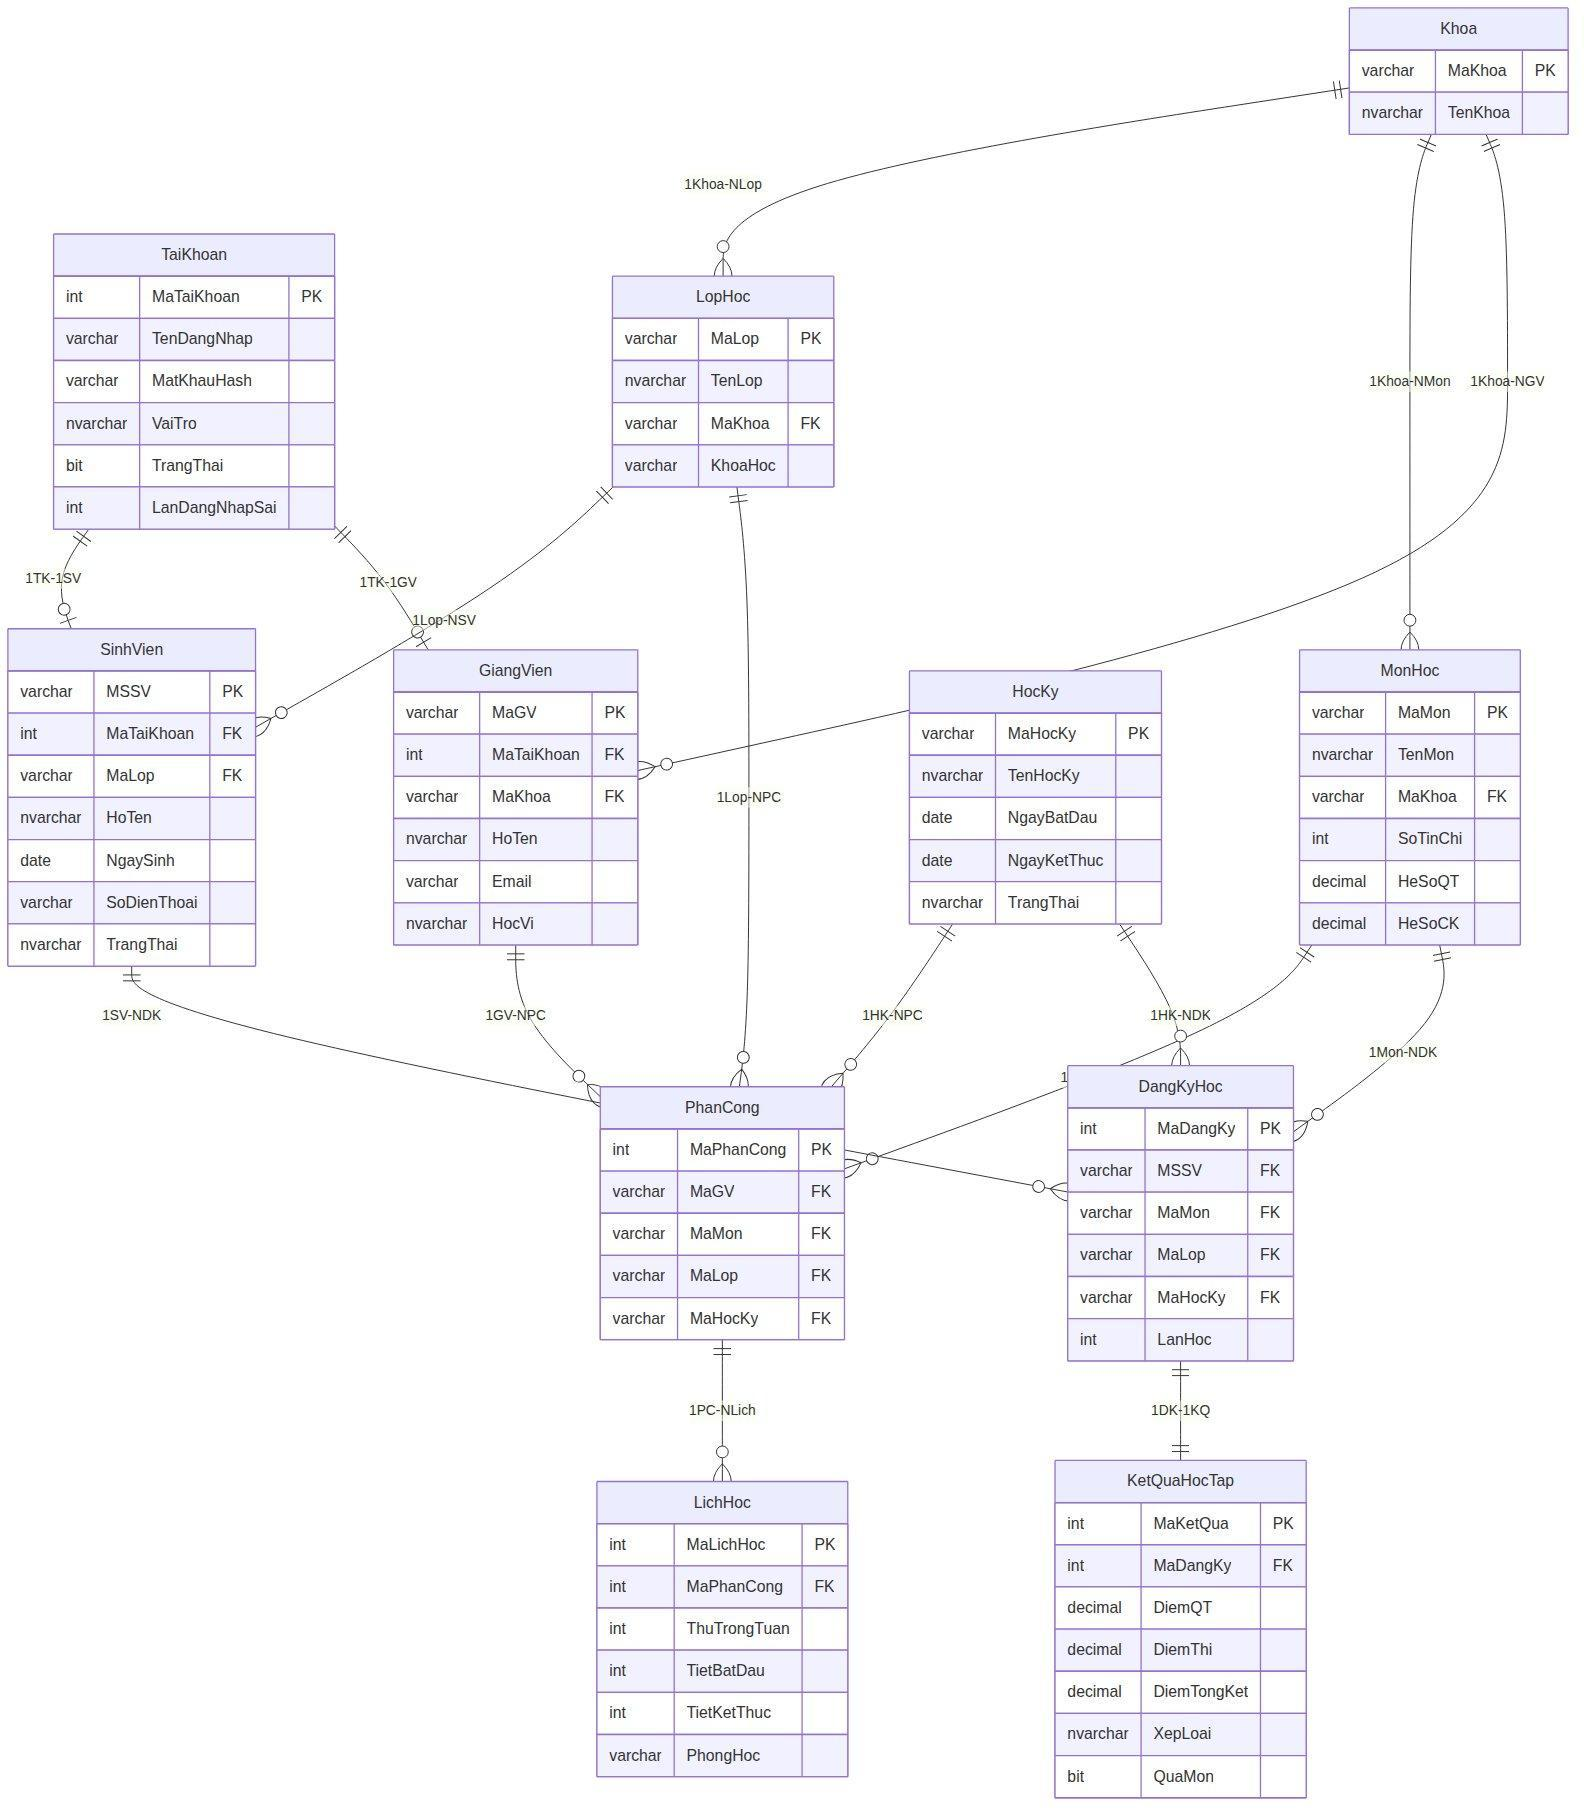 Khoa
varchar MaKhoa PK
nvarchar TenKhoa
1Khoa-NLop
TaiKhoan
int MaTaiKhoan PK
varchar TenDangNhap
varchar MatKhauHash
nvarchar VaiTro
bit TrangThai
int LanDangNhapSai
LopHoc
varchar MaLop PK
nvarchar TenLop
varchar MaKhoa FK
varchar KhoaHoc
1Khoa-NMon
1Khoa-NGV
1TK-1SV
1TK-1GV
1Lop-NSV
SinhVien
varchar MSSV PK
int MaTaiKhoan FK
varchar MaLop FK
nvarchar HoTen
date NgaySinh
varchar SoDienThoai
nvarchar TrangThai
GiangVien
varchar MaGV PK
int MaTaiKhoan FK
varchar MaKhoa FK
nvarchar HoTen
varchar Email
nvarchar HocVi
1Lop-NPC
HocKy
varchar MaHocKy PK
nvarchar TenHocKy
date NgayBatDau
date NgayKetThuc
nvarchar TrangThai
MonHoc
varchar MaMon PK
nvarchar TenMon
varchar MaKhoa FK
int SoTinChi
decimal HeSoQT
decimal HeSoCK
1SV-NDK
1GV-NPC
1HK-NPC
1HK-NDK
1Mon-NDK
1
PhanCong
int MaPhanCong PK
varchar MaGV FK
varchar MaMon FK
varchar MaLop FK
varchar MaHocKy FK
DangKyHoc
int MaDangKy PK
varchar MSSV FK
varchar MaMon FK
varchar MaLop FK
varchar MaHocKy FK
int LanHoc
1PC-NLich
1DK-1KQ
LichHoc
int MaLichHoc PK
int MaPhanCong FK
int ThuTrongTuan
int TietBatDau
int TietKetThuc
varchar PhongHoc
KetQuaHocTap
int MaKetQua PK
int MaDangKy FK
decimal DiemQT
decimal DiemThi
decimal DiemTongKet
nvarchar XepLoai
bit QuaMon